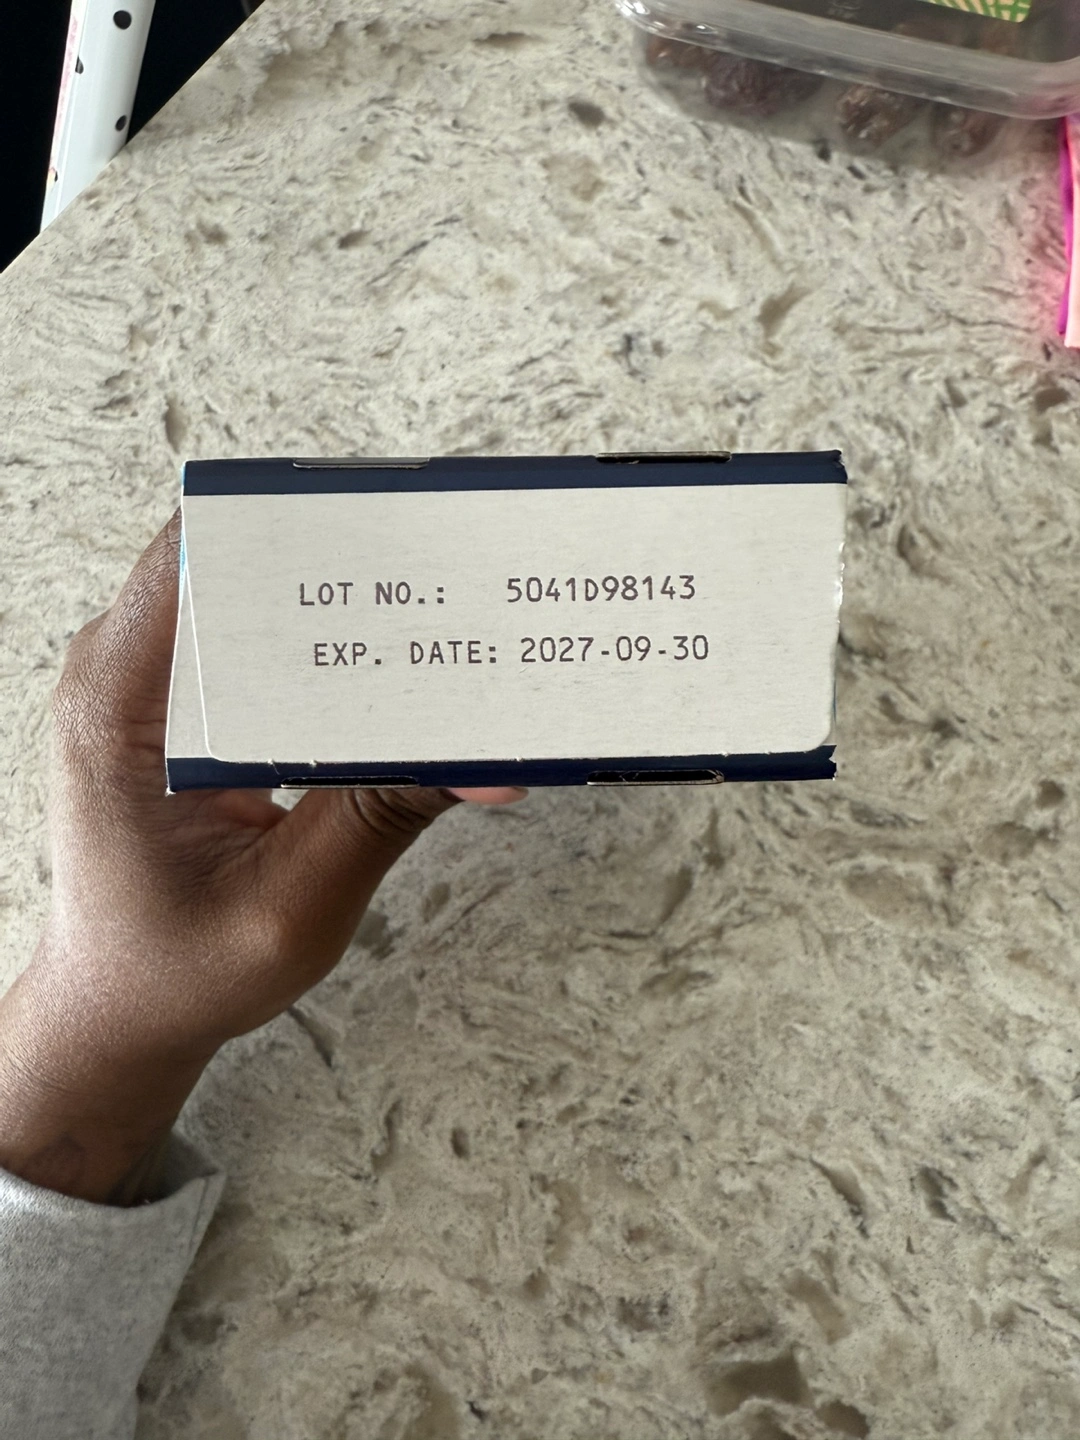 LOT NO.: 5041D98143
EXP. DATE: 2027-09-30